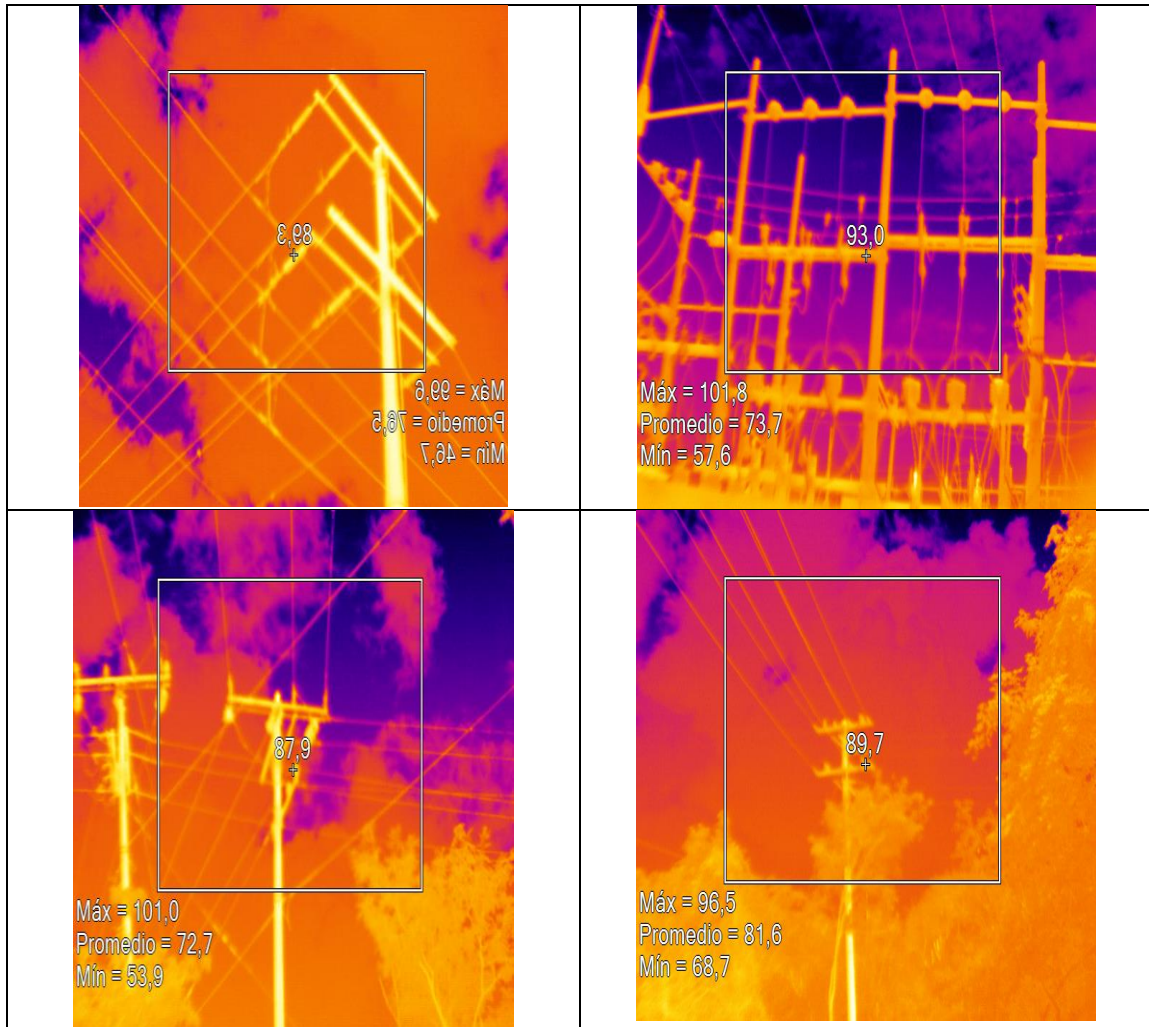 89,3
Máx = 99,6
Promedio = 76,5
Mín = 46,7
93,0
Máx = 101,8
Promedio = 73,7
Mín = 57,6
87,9
Máx = 101,0
Promedio = 72,7
Mín = 53,9
89,7
Máx = 96,5
Promedio = 81,6
Mín = 68,7